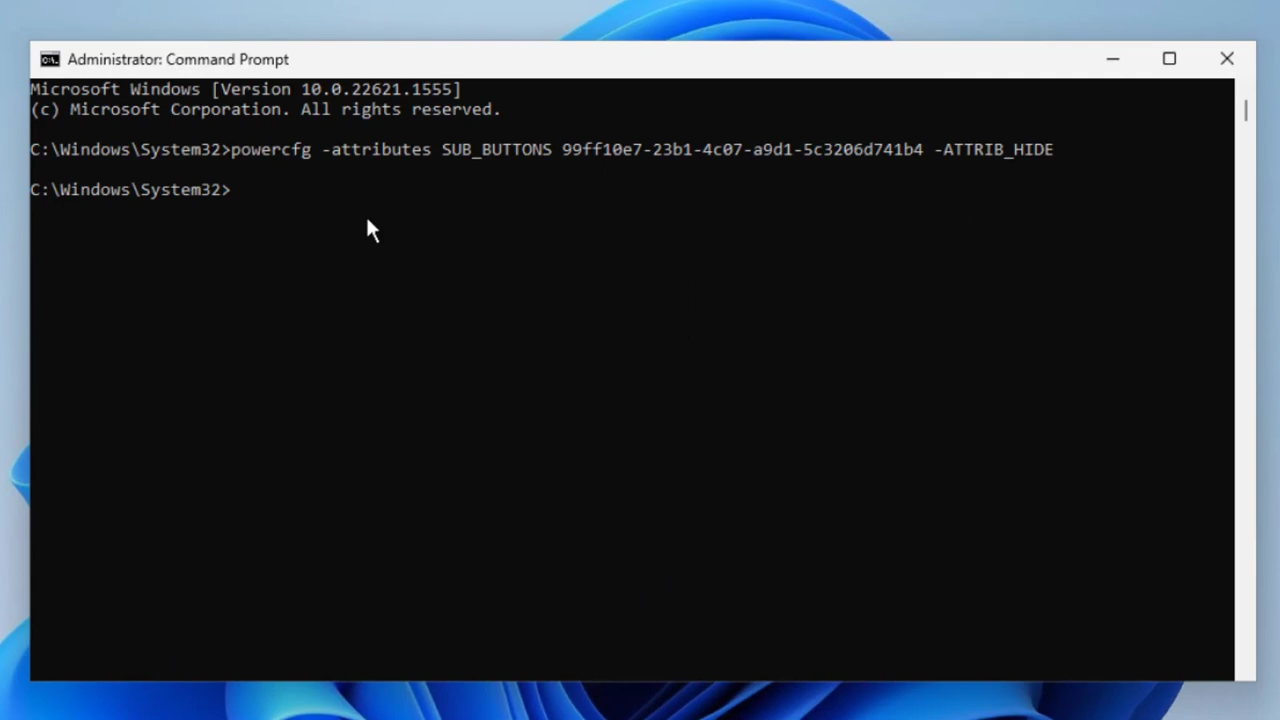 Administrator: Command Prompt
Microsoft Windows [Version 10.0.22621.1555]
(c) Microsoft Corporation. All rights reserved.
C:\Windows\System32>powercfg -attributes SUB_BUTTONS 99ff10e7-23b1-4c07-a9d1-5c3206d741b4 -ATTRIB_HIDE
C:\Windows\System32>